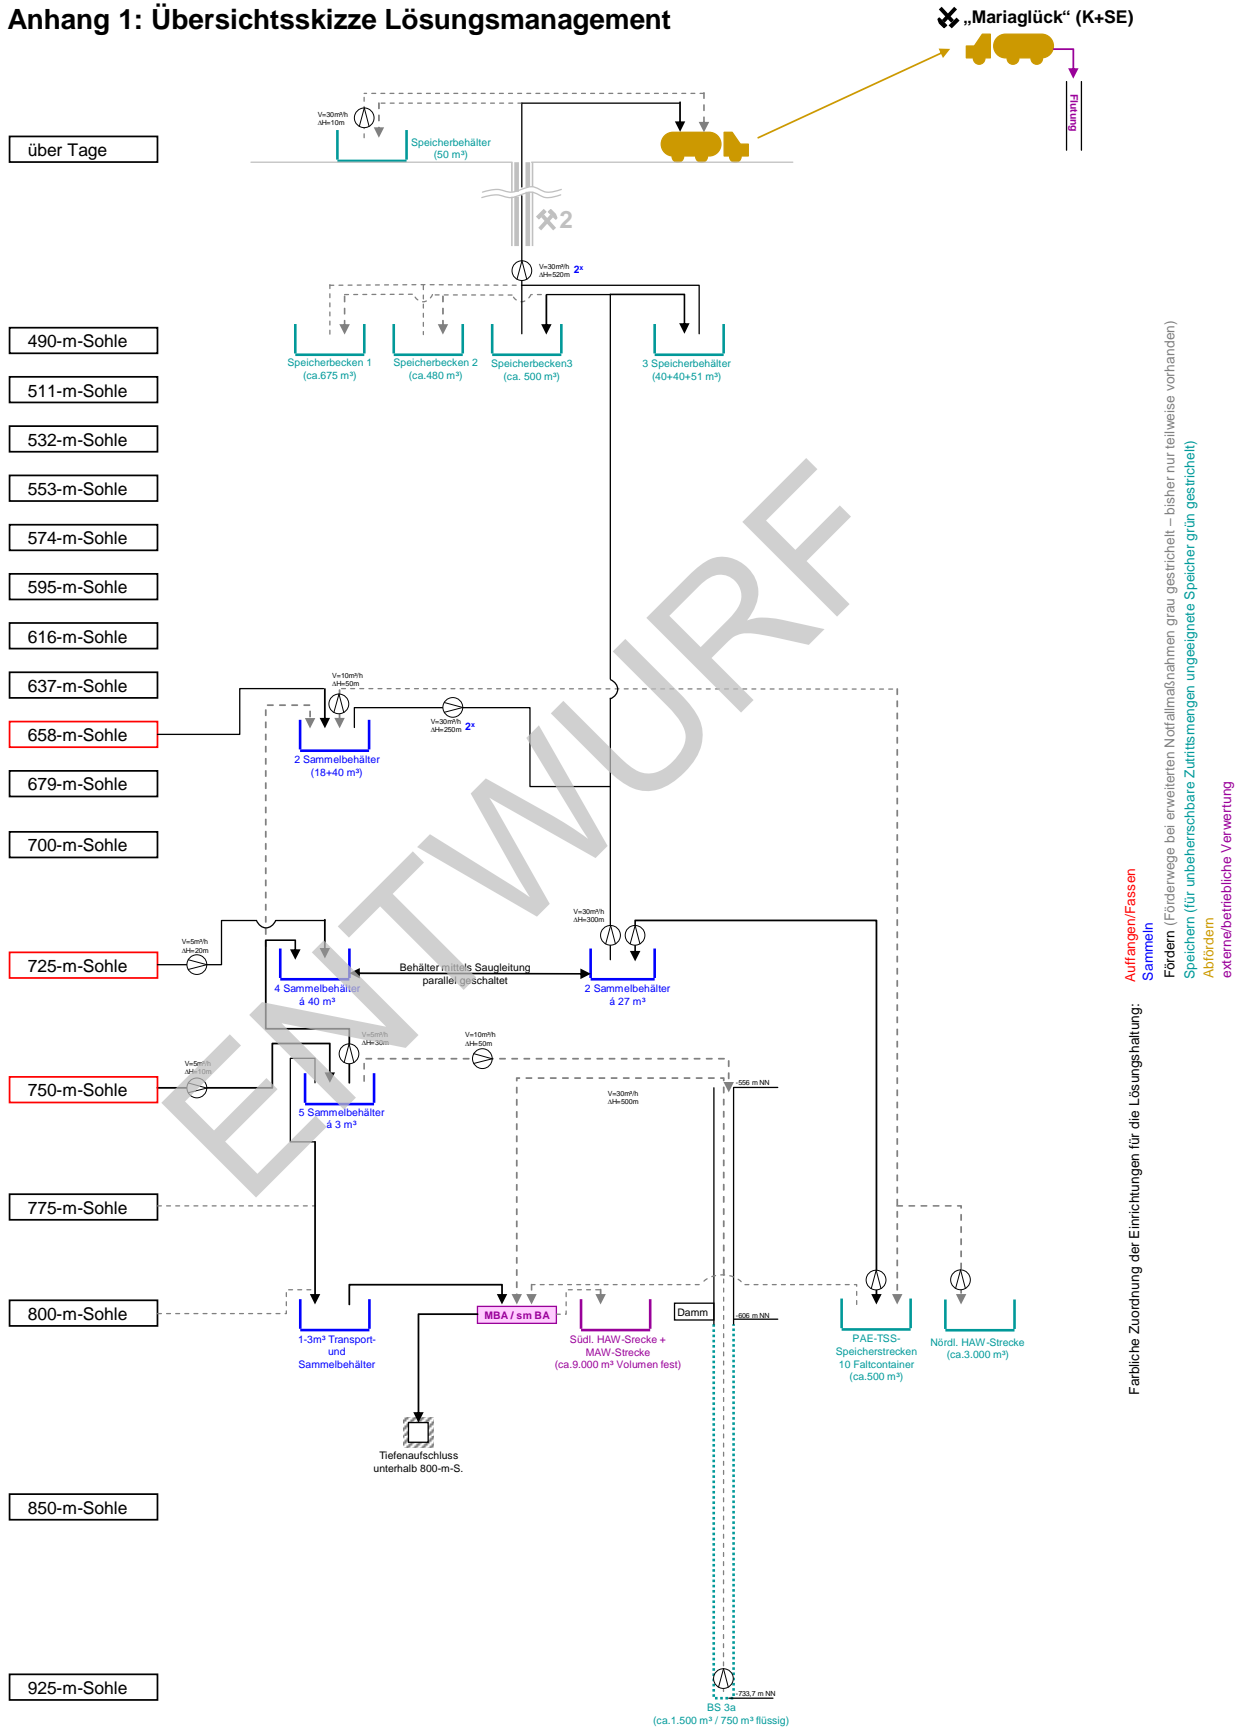 Anhang 1: Übersichtsskizze Lösungsmanagement
„Mariaglück“ (K+SE)
Flutung
V=30m³/h
ΔH=10m
Speicherbehälter
(50 m³)
über Tage
2
V=30m³/h
ΔH=520m
2ˣ
490-m-Sohle
Speicherbecken 1
(ca.675 m³)
Speicherbecken 2
(ca.480 m³)
Speicherbecken3
(ca. 500 m³)
3 Speicherbehälter
(40+40+51 m³)
511-m-Sohle
532-m-Sohle
553-m-Sohle
574-m-Sohle
595-m-Sohle
616-m-Sohle
637-m-Sohle
V=10m³/h
ΔH=50m
658-m-Sohle
V=30m³/h
ΔH=250m
2ˣ
2 Sammelbehälter
(18+40 m³)
679-m-Sohle
700-m-Sohle
V=30m³/h
ΔH=300m
725-m-Sohle
V=5m³/h
ΔH=20m
Behälter mittels Saugleitung
parallel geschaltet
4 Sammelbehälter
á 40 m³
2 Sammelbehälter
á 27 m³
V=5m³/h
ΔH=30m
V=10m³/h
ΔH=50m
750-m-Sohle
V=5m³/h
ΔH=10m
5 Sammelbehälter
á 3 m³
V=30m³/h
ΔH=500m
-556 m NN
775-m-Sohle
800-m-Sohle
1-3m³ Transport-
und
Sammelbehälter
MBA / sm BA
Südl. HAW-Srecke +
MAW-Strecke
(ca.9.000 m³ Volumen fest)
Damm
-606 m NN
PAE-TSS-
Speicherstrecken
10 Faltcontainer
(ca.500 m³)
Nördl. HAW-Strecke
(ca.3.000 m³)
Tiefenaufschluss
unterhalb 800-m-S.
850-m-Sohle
925-m-Sohle
-733,7 m NN
BS 3a
(ca.1.500 m³ / 750 m³ flüssig)
Farbliche Zuordnung der Einrichtungen für die Lösungshaltung:
Auffangen/Fassen
Sammeln
Fördern (Förderwege bei erweiterten Notfallmaßnahmen grau gestrichelt – bisher nur teilweise vorhanden)
Speichern (für unbeherrschbare Zutrittsmengen ungeeignete Speicher grün gestrichelt)
Abfördern
externe/betriebliche Verwertung
ENTWURF